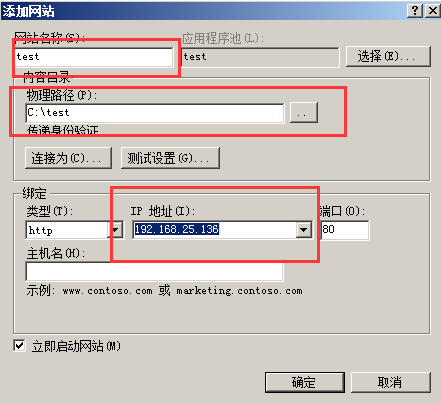 添加网站
网站名称(S): 应用程序池(L):
test test 选择(E)...
内容目录
物理路径(P):
C:\test ..
传递身份验证
连接为(C)... 测试设置(G)...
绑定
类型(T): IP 地址(I): 端口(O):
http 192.168.25.136 80
主机名(H):
示例: www.contoso.com 或 marketing.contoso.com
立即启动网站(M)
确定 取消